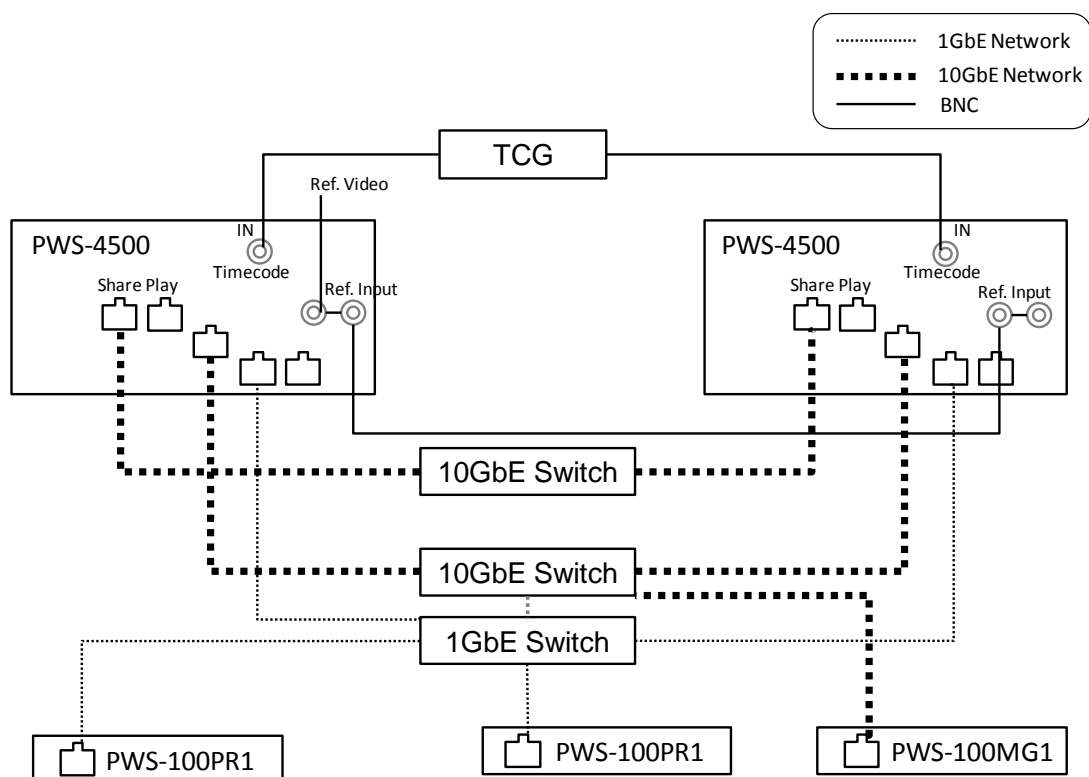 1GbE Network
10GbE Network
BNC
TCG
Ref. Video
PWS-4500
IN
Timecode
Share Play
Ref. Input
PWS-4500
IN
Timecode
Share Play
Ref. Input
10GbE Switch
10GbE Switch
1GbE Switch
PWS-100PR1
PWS-100PR1
PWS-100MG1